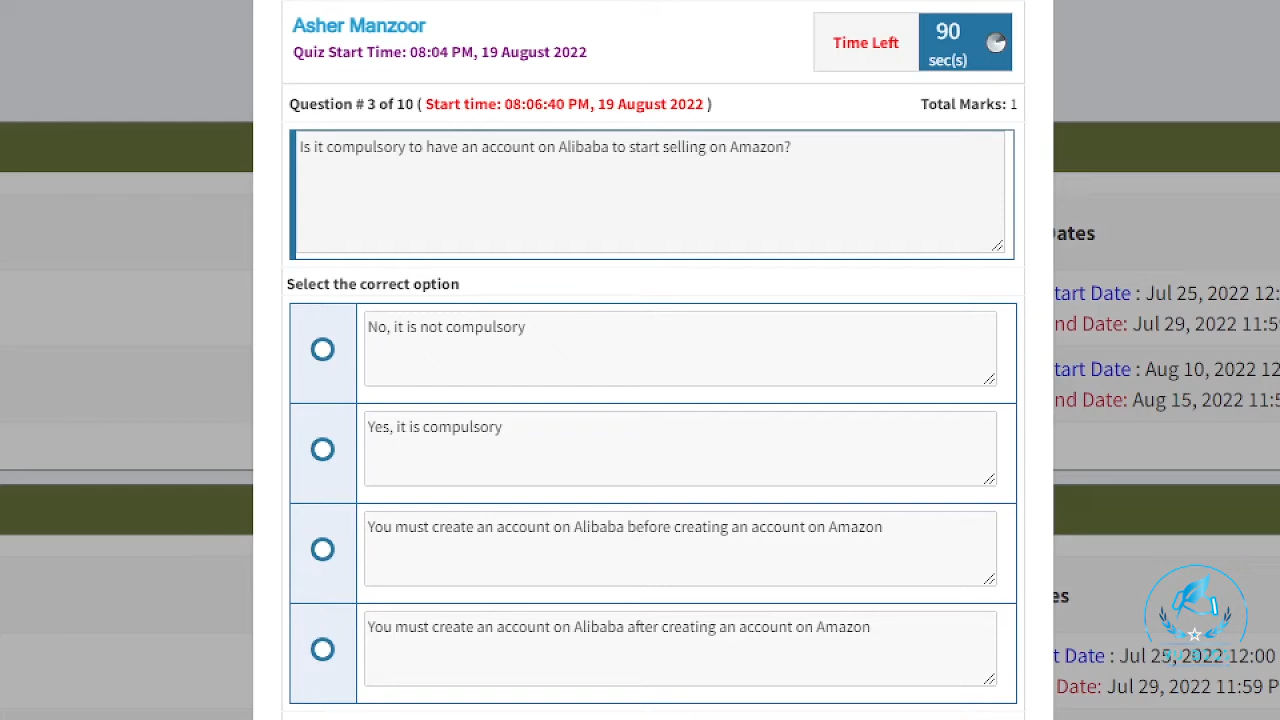 Asher Manzoor
Quiz Start Time: 08:04 PM, 19 August 2022
Time Left
90
sec(s)
Question # 3 of 10 ( Start time: 08:06:40 PM, 19 August 2022 )
Total Marks: 1
Is it compulsory to have an account on Alibaba to start selling on Amazon?
Select the correct option
No, it is not compulsory
Yes, it is compulsory
You must create an account on Alibaba before creating an account on Amazon
You must create an account on Alibaba after creating an account on Amazon
ates
tart Date : Jul 25, 2022 12:
nd Date: Jul 29, 2022 11:59
tart Date : Aug 10, 2022 12
nd Date: Aug 15, 2022 11:5
es
t Date : Jul 25, 2022 12:00
Date: Jul 29, 2022 11:59 P